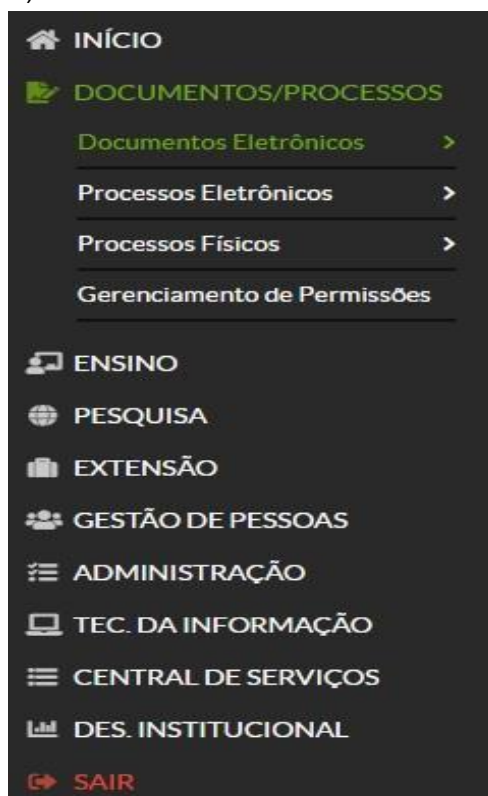 INÍCIO
DOCUMENTOS/PROCESSOS
Documentos Eletrônicos >
Processos Eletrônicos >
Processos Físicos >
Gerenciamento de Permissões
ENSINO
PESQUISA
EXTENSÃO
GESTÃO DE PESSOAS
ADMINISTRAÇÃO
TEC. DA INFORMAÇÃO
CENTRAL DE SERVIÇOS
DES. INSTITUCIONAL
SAIR